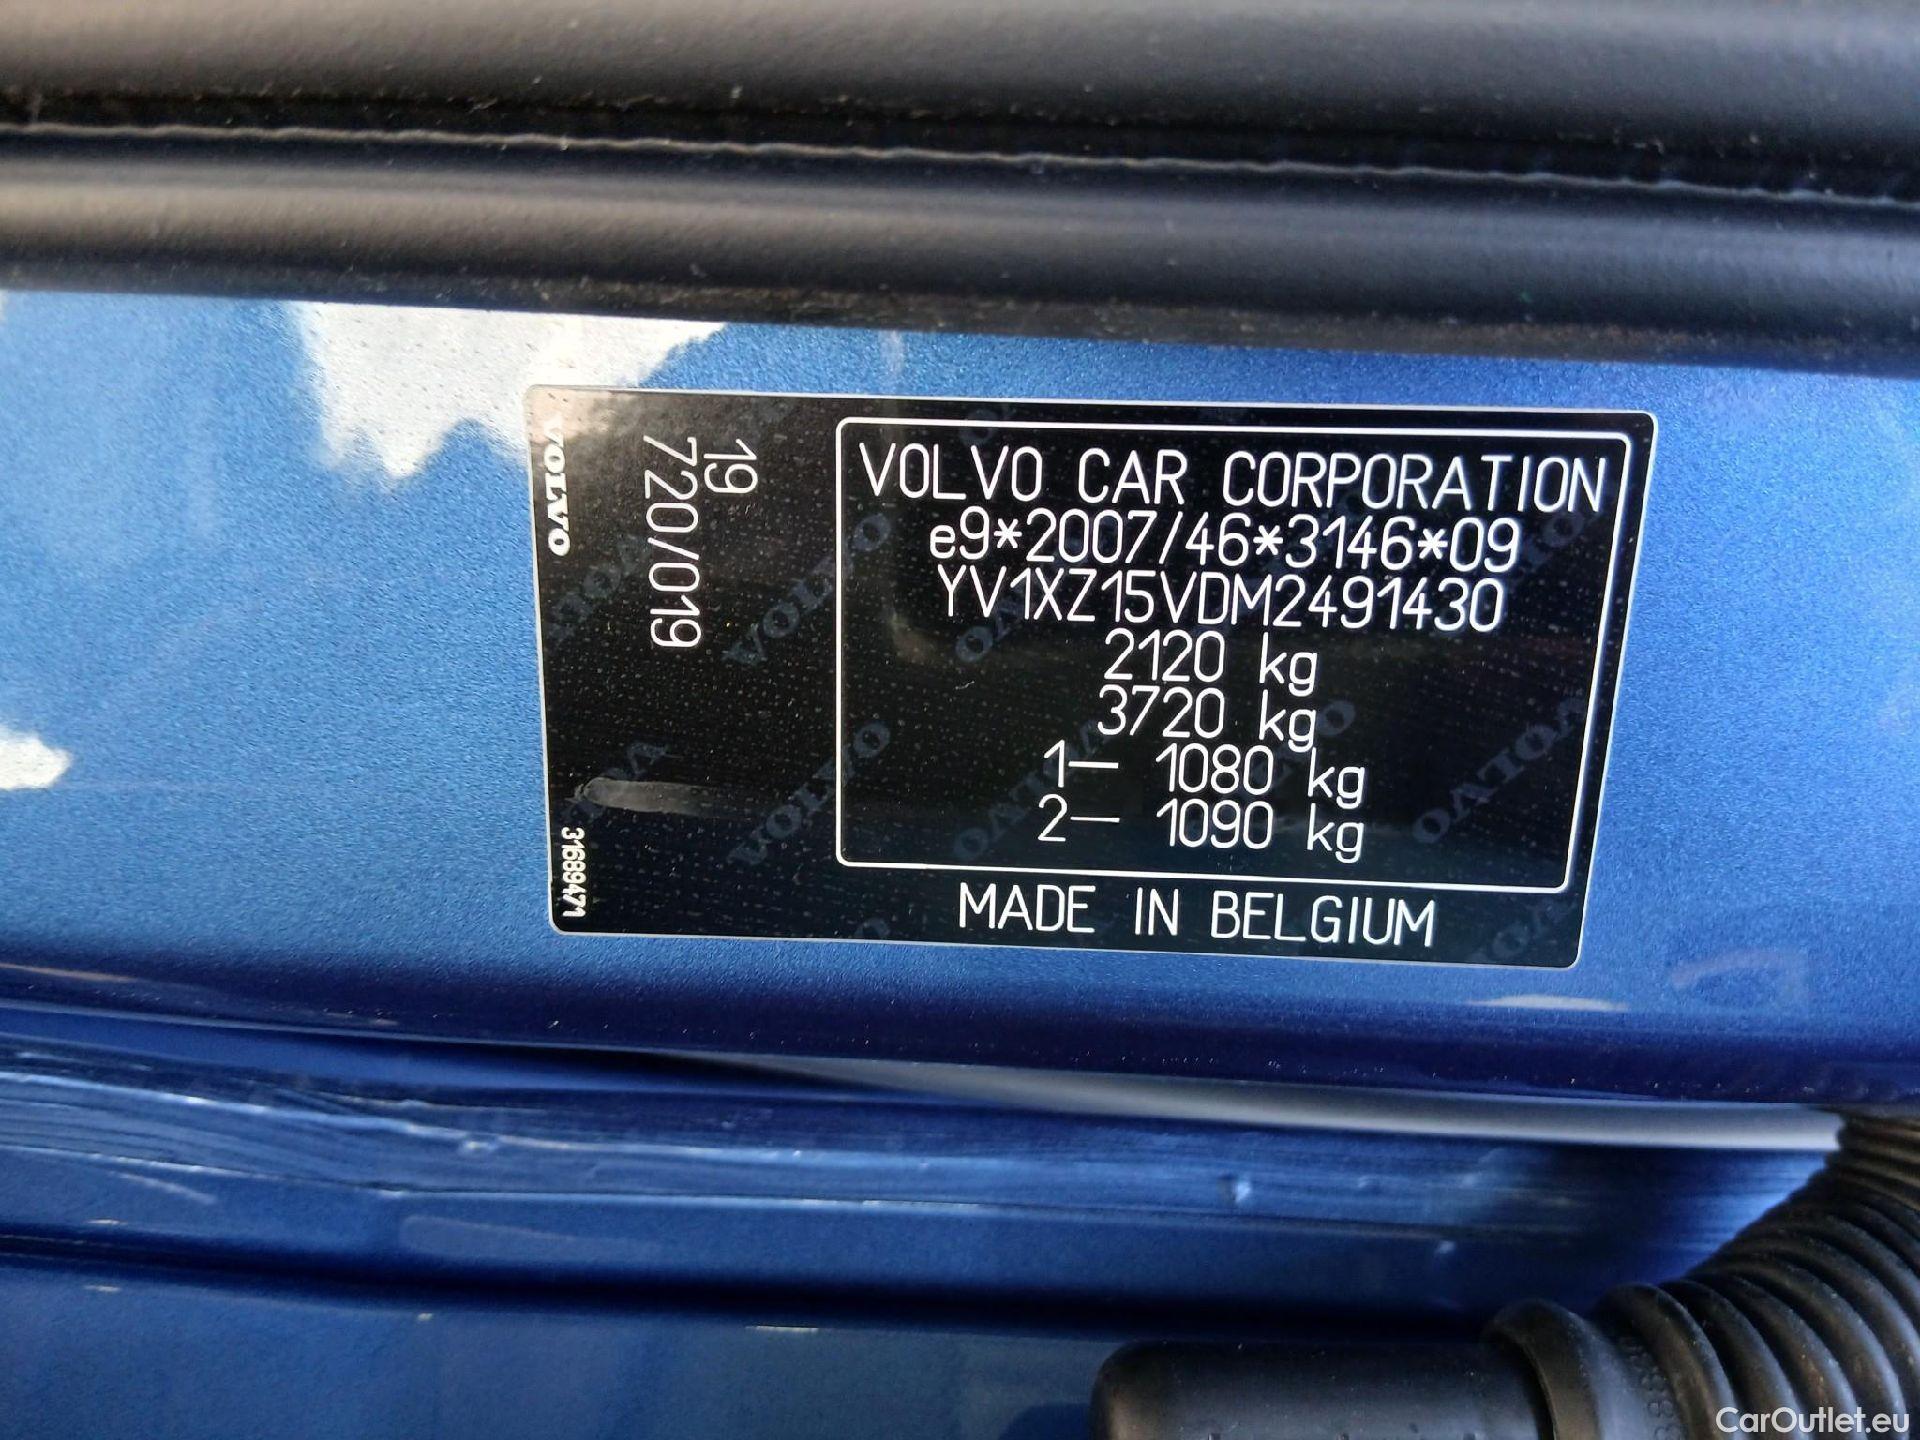 VOLVO CAR CORPORATION
e9*2007/46*3146*09
YV1XZ15VDM2491430
2120 kg
3720 kg
1— 1080 kg
2— 1090 kg
MADE IN BELGIUM
19
720/019
VOLVO
31689471
CarOutlet.eu